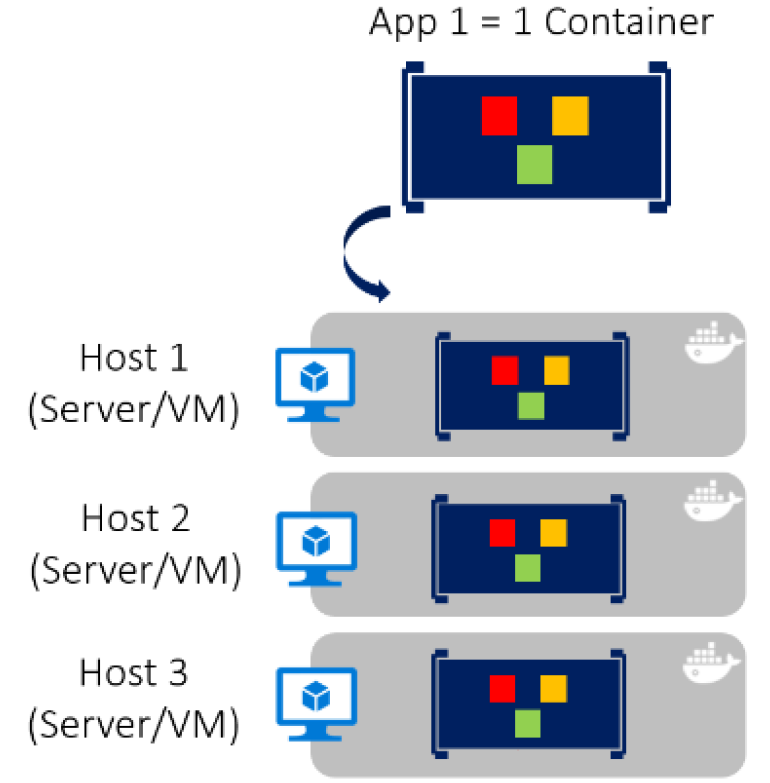 App 1 = 1 Container
Host 1
(Server/VM)
Host 2
(Server/VM)
Host 3
(Server/VM)